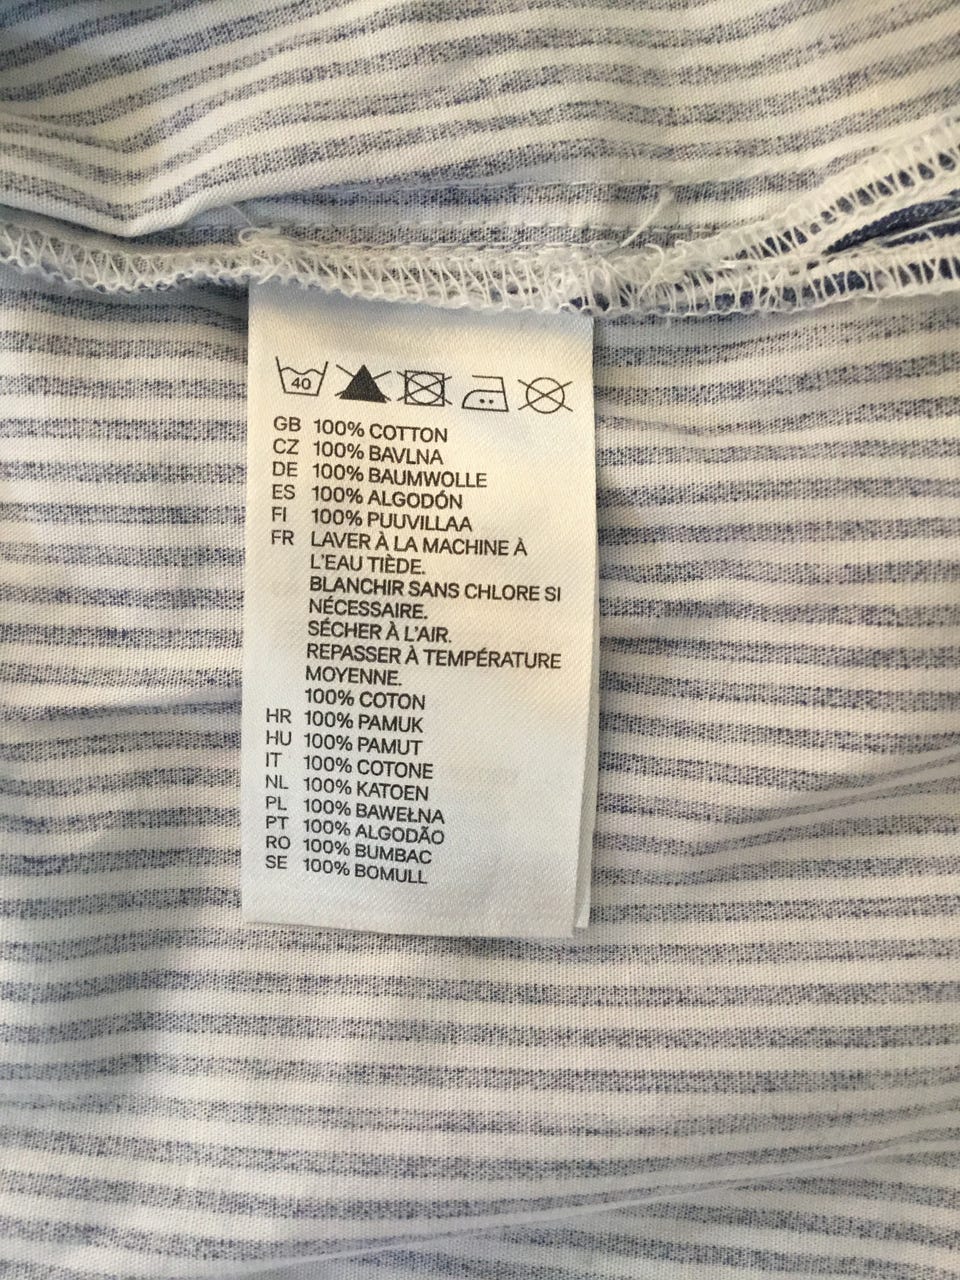 40
GB 100% COTTON
CZ 100% BAVLNA
DE 100% BAUMWOLLE
ES 100% ALGODÓN
FI 100% PUUVILLAA
FR LAVER À LA MACHINE À
L'EAU TIÈDE.
BLANCHIR SANS CHLORE SI
NÉCESSAIRE.
SÉCHER À L'AIR.
REPASSER À TEMPÉRATURE
MOYENNE.
100% COTON
HR 100% PAMUK
HU 100% PAMUT
IT 100% COTONE
NL 100% KATOEN
PL 100% BAWEŁNA
PT 100% ALGODÃO
RO 100% BUMBAC
SE 100% BOMULL